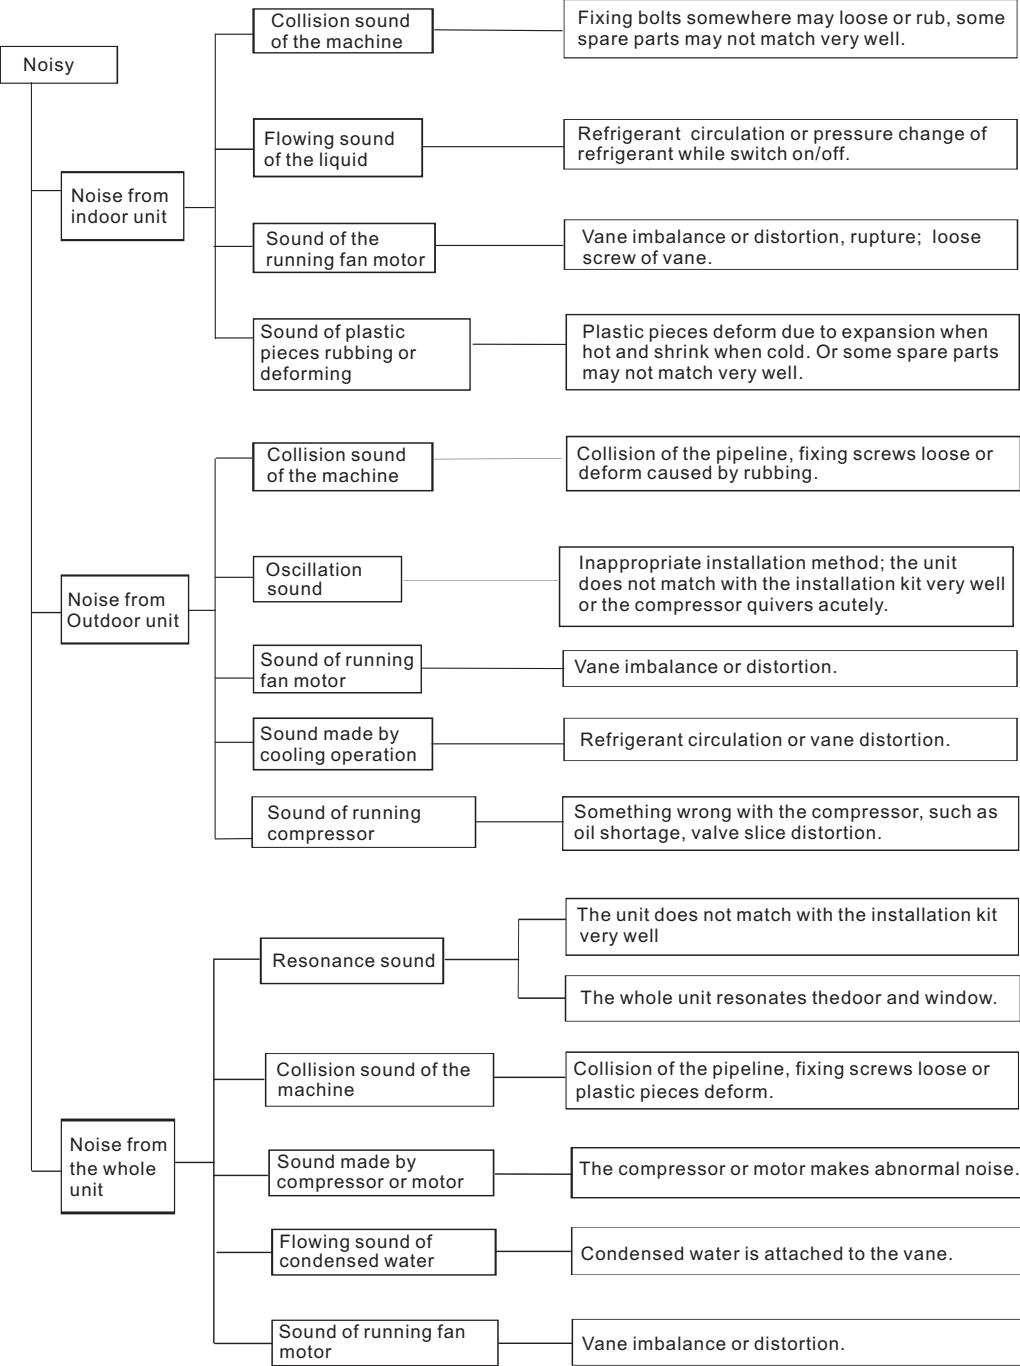 Noisy
Noise from
indoor unit
Collision sound
of the machine
Fixing bolts somewhere may loose or rub, some
spare parts may not match very well.
Flowing sound
of the liquid
Refrigerant circulation or pressure change of
refrigerant while switch on/off.
Sound of the
running fan motor
Vane imbalance or distortion, rupture; loose
screw of vane.
Sound of plastic
pieces rubbing or
deforming
Plastic pieces deform due to expansion when
hot and shrink when cold. Or some spare parts
may not match very well.
Noise from
Outdoor unit
Collision sound
of the machine
Collision of the pipeline, fixing screws loose or
deform caused by rubbing.
Oscillation
sound
Inappropriate installation method; the unit
does not match with the installation kit very well
or the compressor quivers acutely.
Sound of running
fan motor
Vane imbalance or distortion.
Sound made by
cooling operation
Refrigerant circulation or vane distortion.
Sound of running
compressor
Something wrong with the compressor, such as
oil shortage, valve slice distortion.
Noise from
the whole
unit
Resonance sound
The unit does not match with the installation kit
very well
The whole unit resonates thedoor and window.
Collision sound of the
machine
Collision of the pipeline, fixing screws loose or
plastic pieces deform.
Sound made by
compressor or motor
The compressor or motor makes abnormal noise.
Flowing sound of
condensed water
Condensed water is attached to the vane.
Sound of running fan
motor
Vane imbalance or distortion.